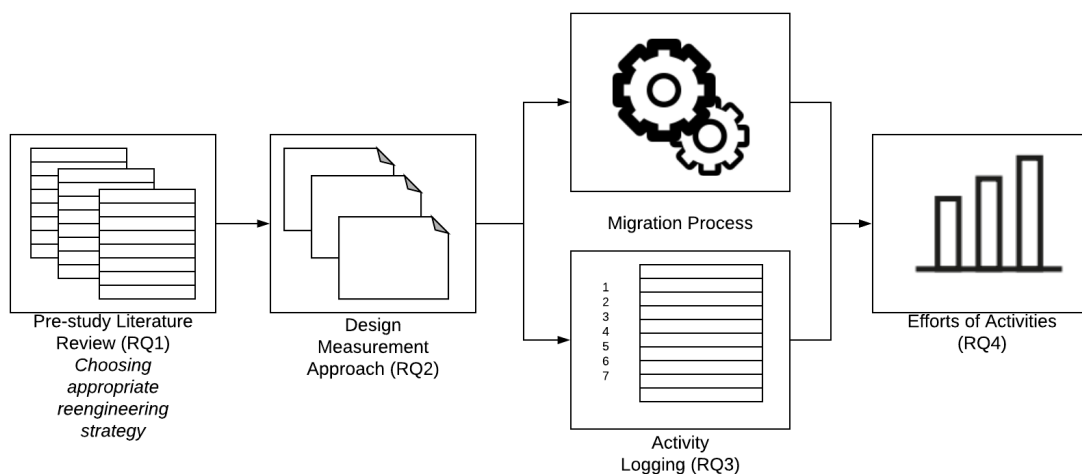 Pre-study Literature
Review (RQ1)
Choosing
appropriate
reengineering
strategy
Design
Measurement
Approach (RQ2)
Migration Process
1
2
3
4
5
6
7
Activity
Logging (RQ3)
Efforts of Activities
(RQ4)